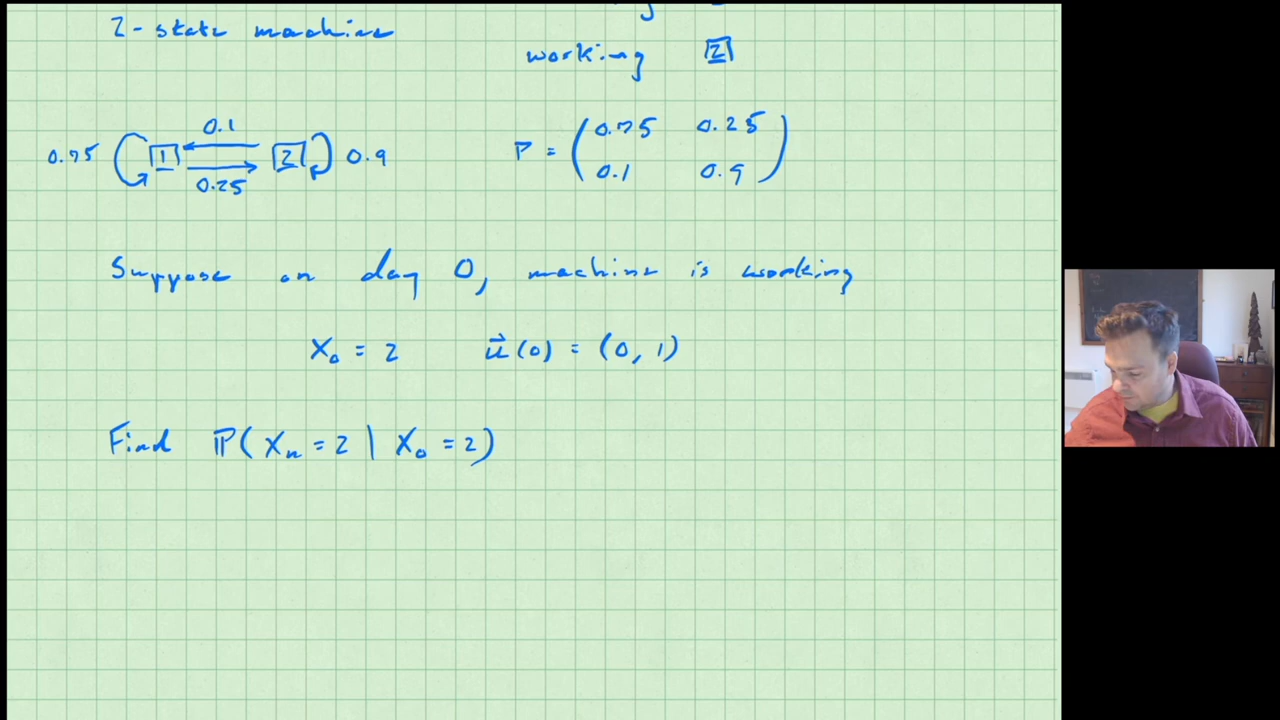 2-state machine
working 2
0.75 1 0.1 0.25 2 0.9
P = ( 0.75 0.25
0.1 0.9 )
Suppose on day 0, machine is working
X₀ = 2 u⃗(0) = (0, 1)
Find ℙ(Xₙ = 2 | X₀ = 2)